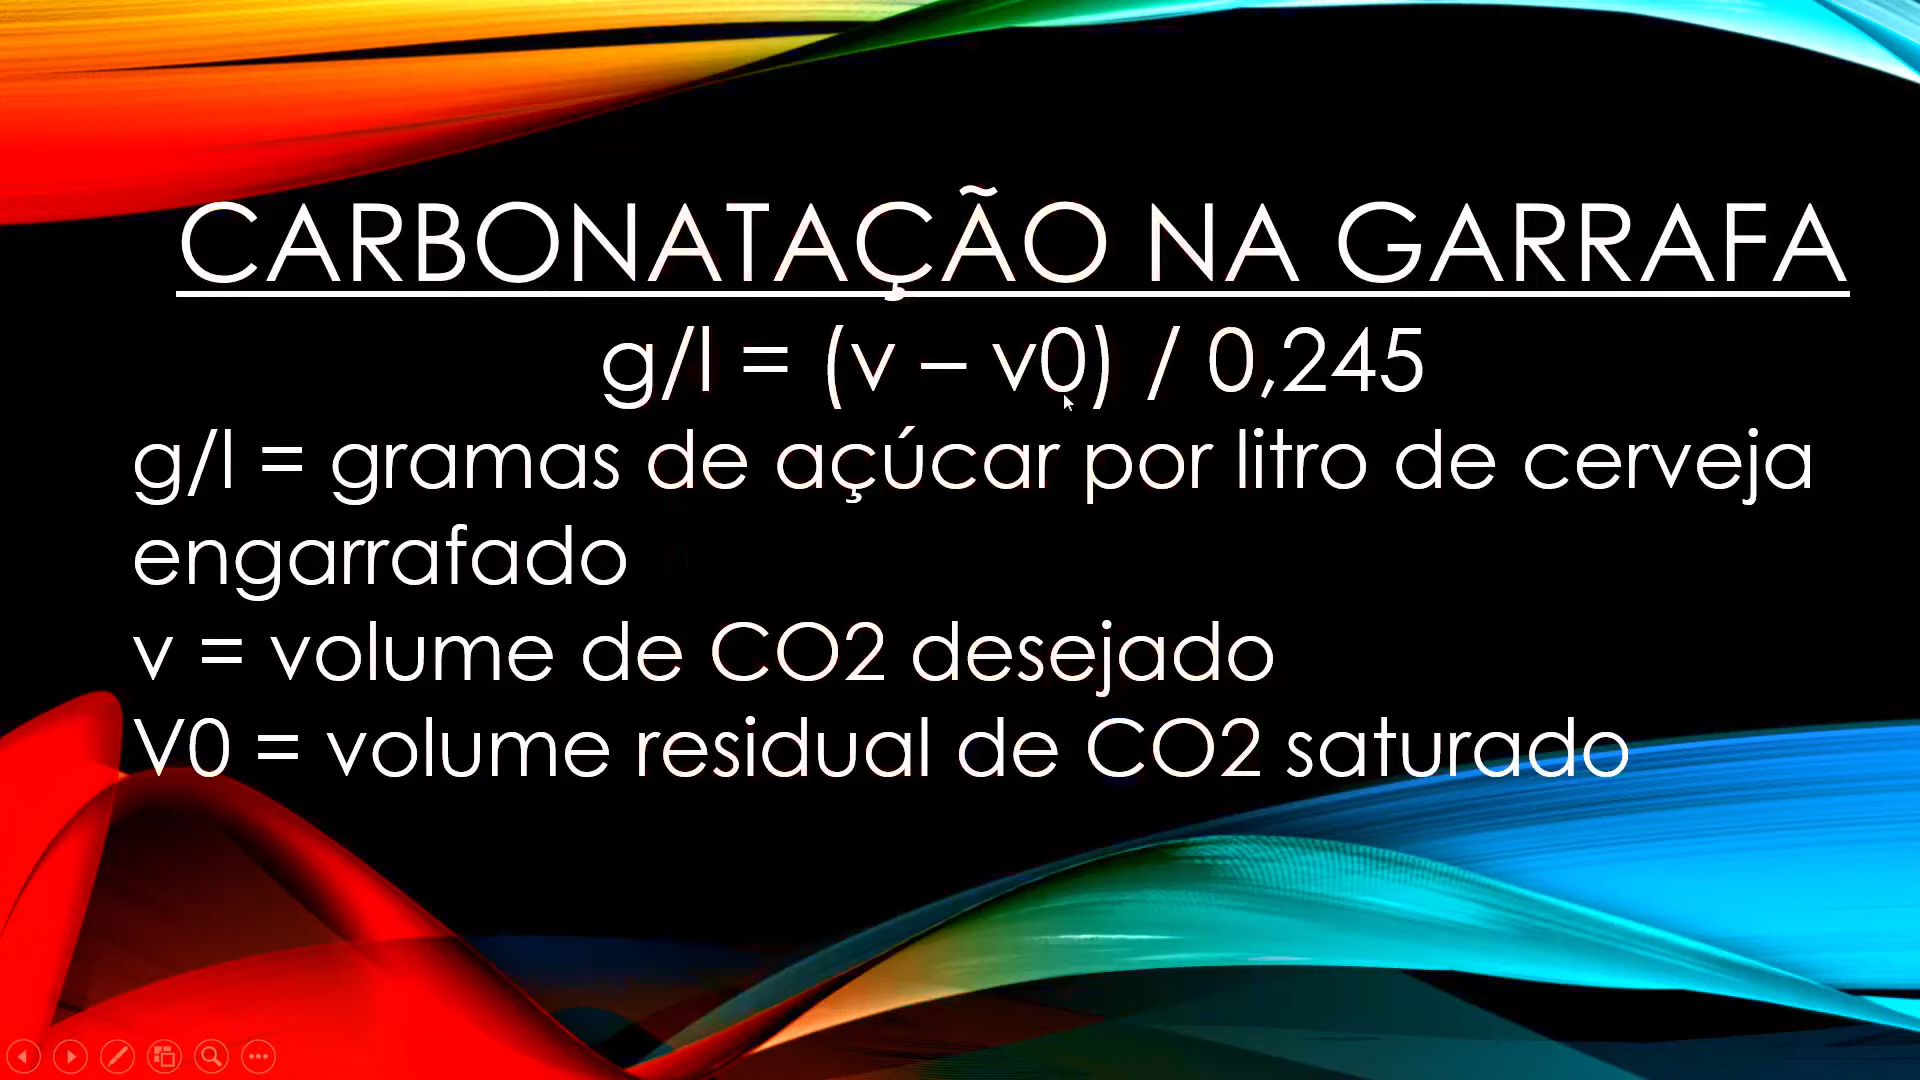 CARBONATAÇÃO NA GARRAFA
g/l = (v – v0) / 0,245
g/l = gramas de açúcar por litro de cerveja
engarrafado
v = volume de CO2 desejado
V0 = volume residual de CO2 saturado